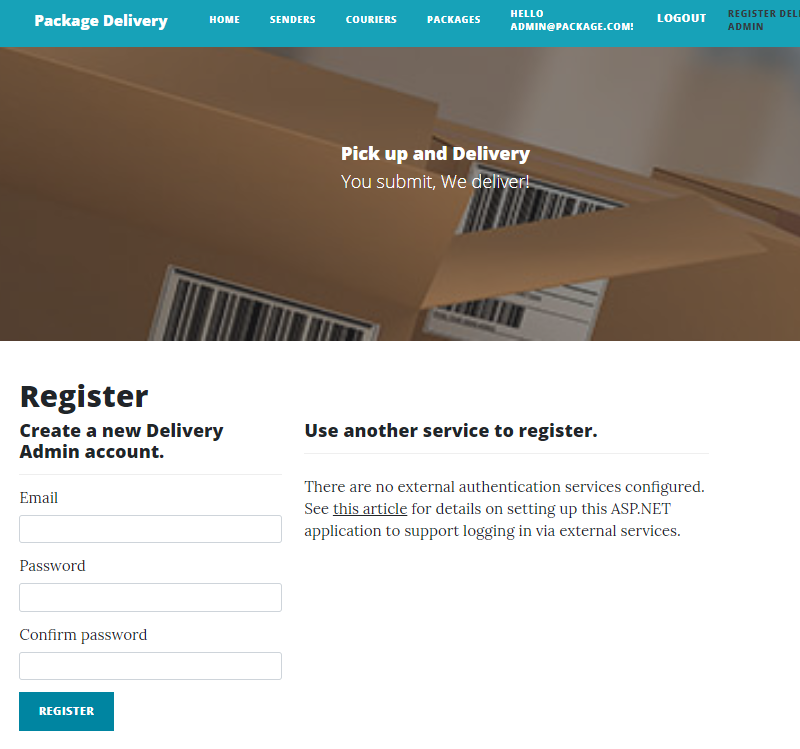 Package Delivery
HOME
SENDERS
COURIERS
PACKAGES
HELLO
ADMIN@PACKAGE.COM!
LOGOUT
REGISTER
ADMIN
Pick up and Delivery
You submit, We deliver!
Register
Create a new Delivery
Admin account.
Use another service to register.
Email
Password
Confirm password
REGISTER
There are no external authentication services configured.
See this article for details on setting up this ASP.NET
application to support logging in via external services.